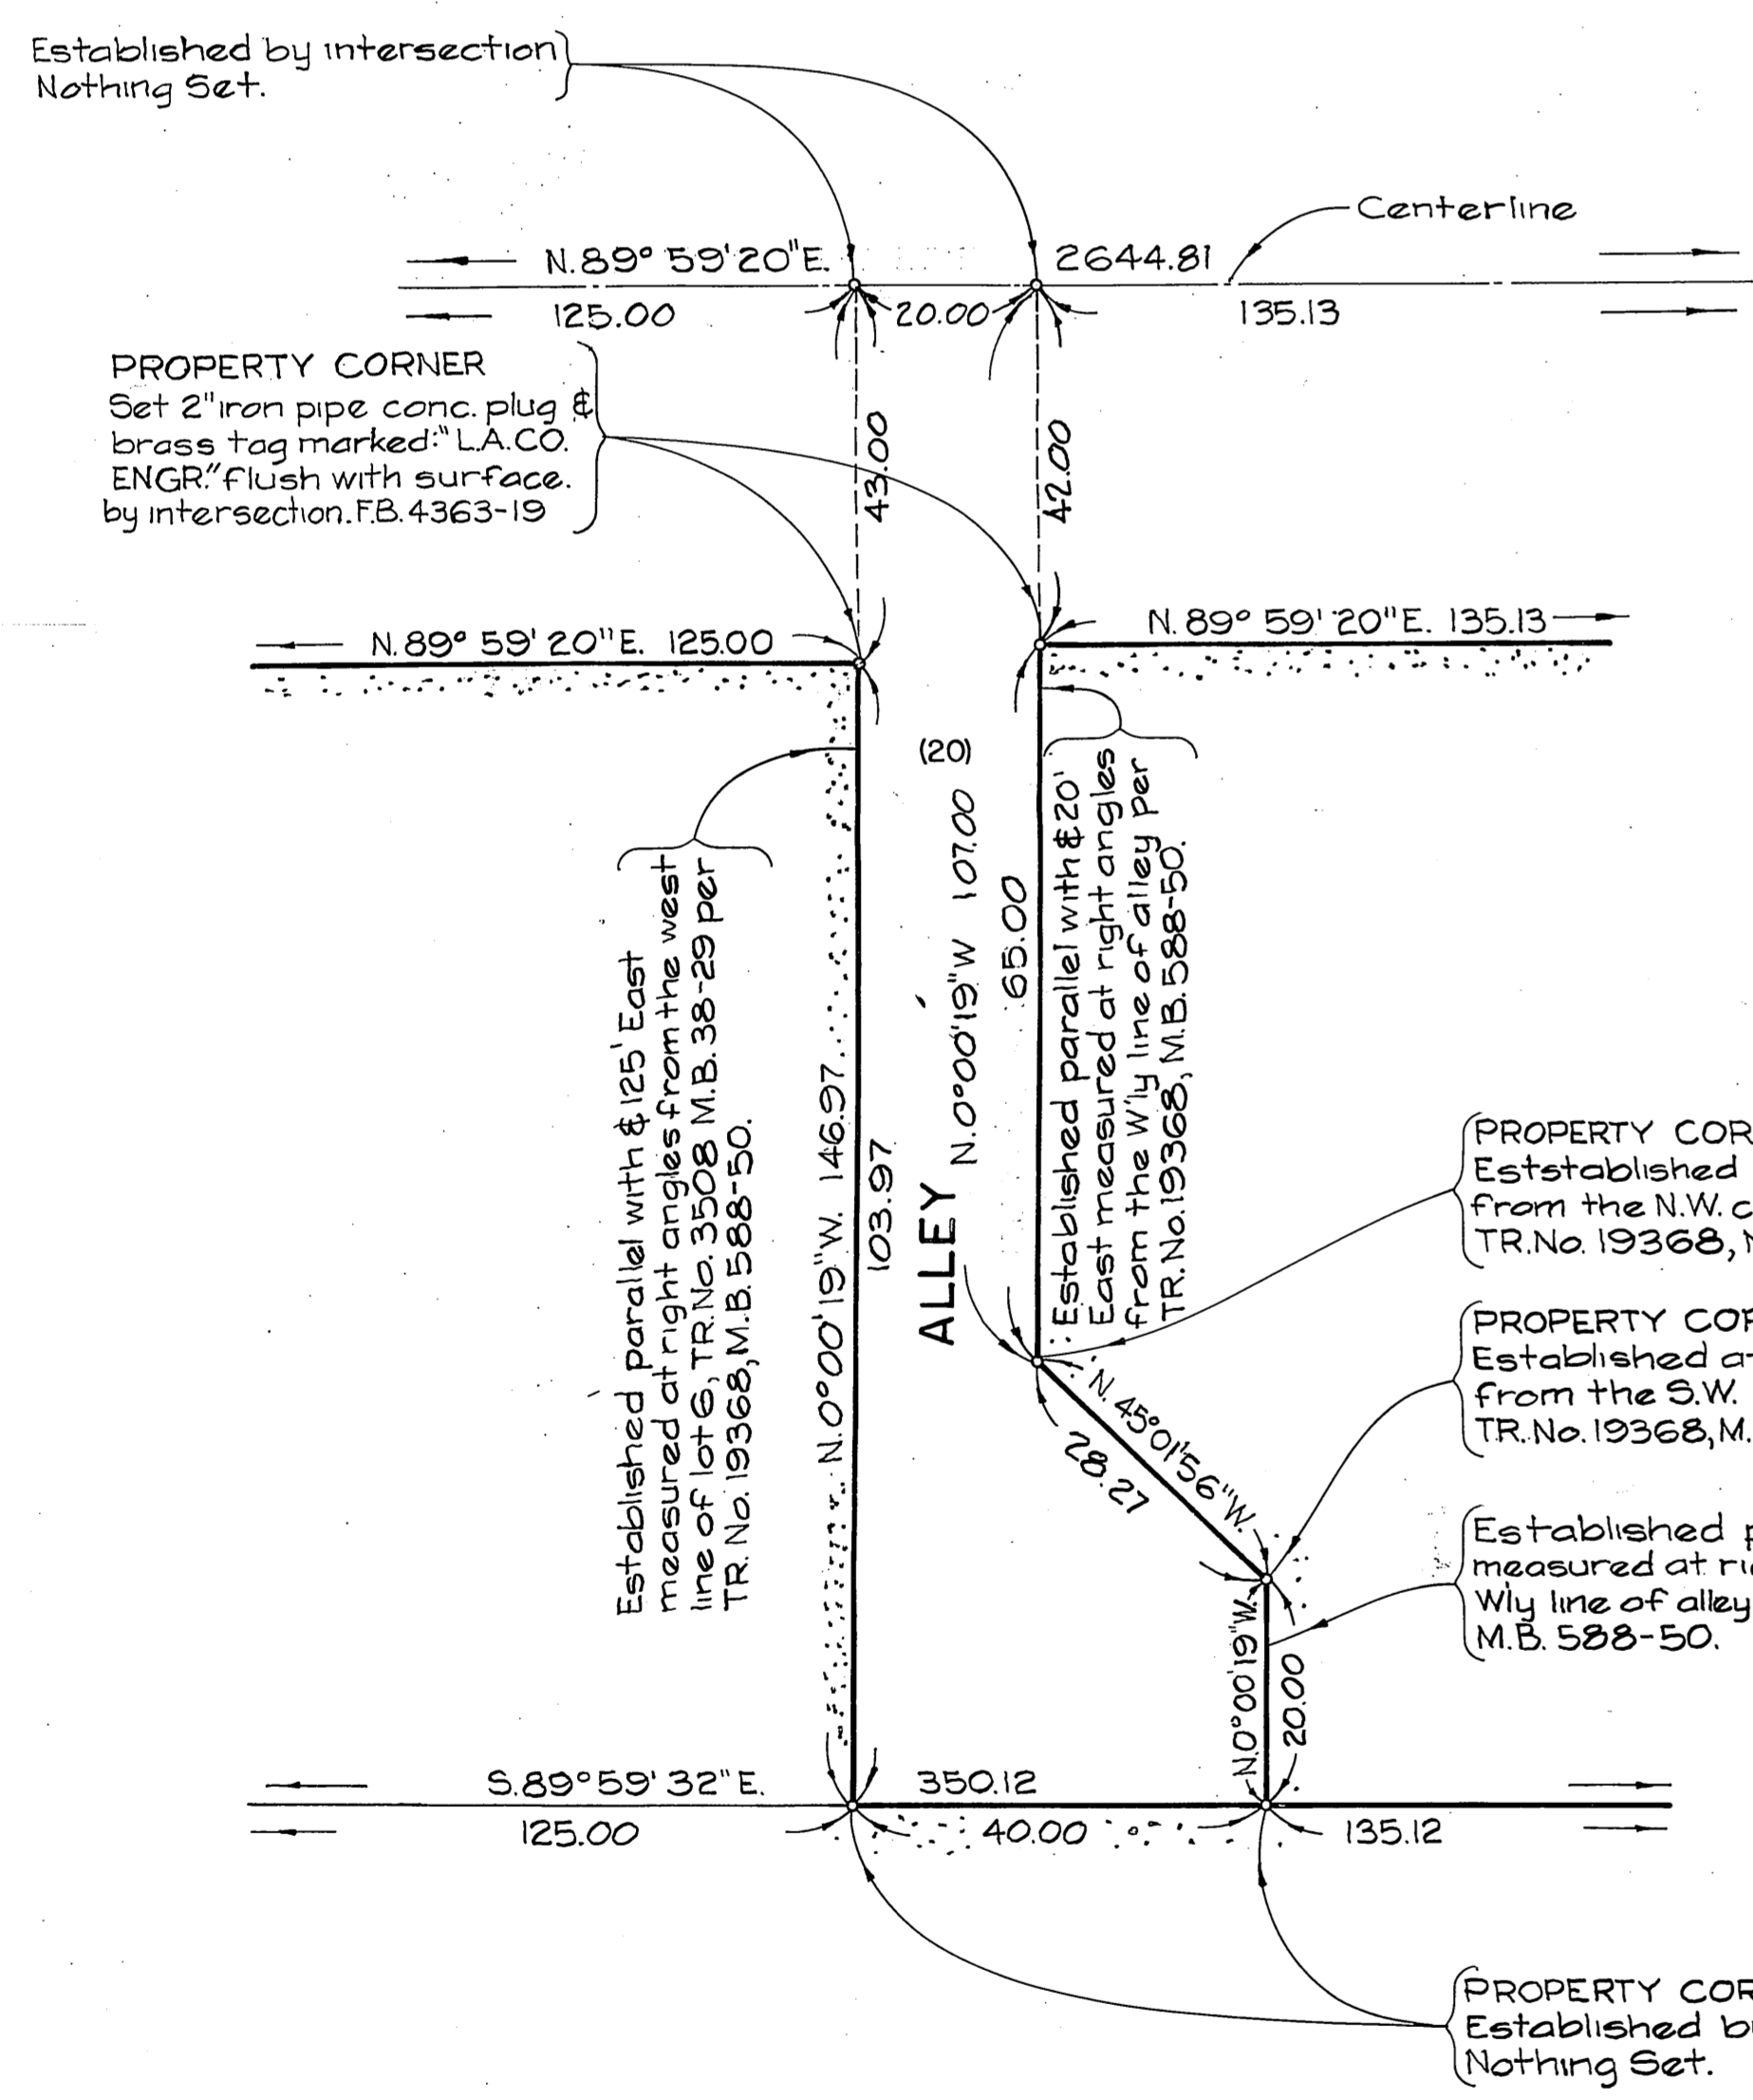 Established by intersection
Nothing Set.
Centerline
N.89° 59' 20"E.
2644.81
125.00
20.00
135.13
PROPERTY CORNER
Set 2" iron pipe conc. plug &
brass tag marked:" L.A.CO.
ENGR." flush with surface.
by intersection. F.B. 4363-19
43.00
42.00
N. 89° 59' 20"E. 125.00
N. 89° 59' 20"E. 135.13
(20)
Established parallel with & 125' East
measured at right angles from the west
line of lot 6, TR.No. 3508 M.B. 38-29 per
TR. No. 19368, M.B. 588-50.
N. 0°00' 19" W. 146.97
103.97
ALLEY
N.0°00'19"W 107.00
65.00
Established parallel with & 20'
East measured at right angles
from the W'ly line of alley per
TR.No.19368, M.B. 588-50.
PROPERTY COR
Eststablished
from the N.W. c
TR.No. 19368,
N. 45°01'56"W.
28.27
PROPERTY COR
Established at
from the S.W.
TR.No. 19368, M.
Established p
measured at ri
W'ly line of alley
M.B. 588-50.
N.0°00'19"W.
20.00
S.89°59' 32" E.
350.12
125.00
40.00
135.12
PROPERTY COR
Established b
Nothing Set.